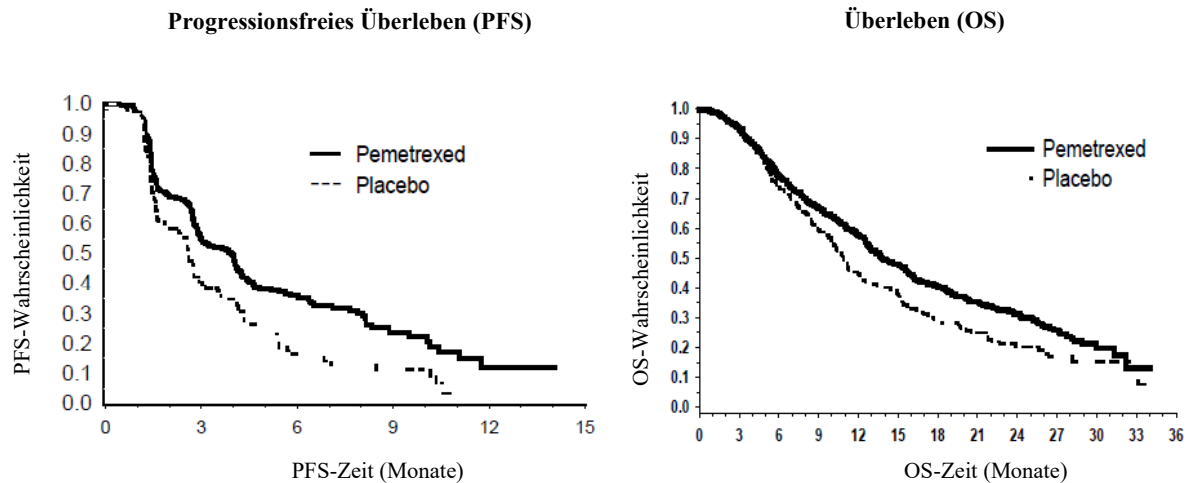 Progressionsfreies Überleben (PFS)
PFS-Wahrscheinlichkeit
1.0
0.9
0.8
0.7
0.6
0.5
0.4
0.3
0.2
0.1
0.0
Pemetrexed
Placebo
0 3 6 9 12 15
PFS-Zeit (Monate)
Überleben (OS)
OS-Wahrscheinlichkeit
1.0
0.9
0.8
0.7
0.6
0.5
0.4
0.3
0.2
0.1
0.0
Pemetrexed
Placebo
0 3 6 9 12 15 18 21 24 27 30 33 36
OS-Zeit (Monate)